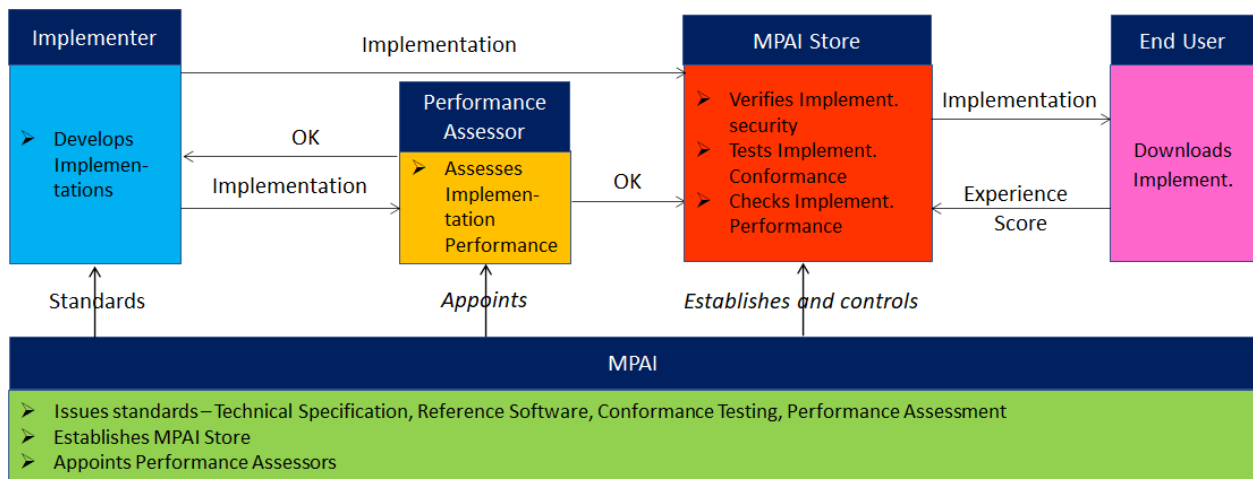 Implementer
➢ Develops
Implemen-
tations
Implementation
OK
Implementation
Performance
Assessor
➢ Assesses
Implemen-
tation
Performance
OK
MPAI Store
➢ Verifies Implement.
security
➢ Tests Implement.
Conformance
➢ Checks Implement.
Performance
Implementation
Experience
Score
End User
Downloads
Implement.
Standards
Appoints
Establishes and controls
MPAI
➢ Issues standards – Technical Specification, Reference Software, Conformance Testing, Performance Assessment
➢ Establishes MPAI Store
➢ Appoints Performance Assessors